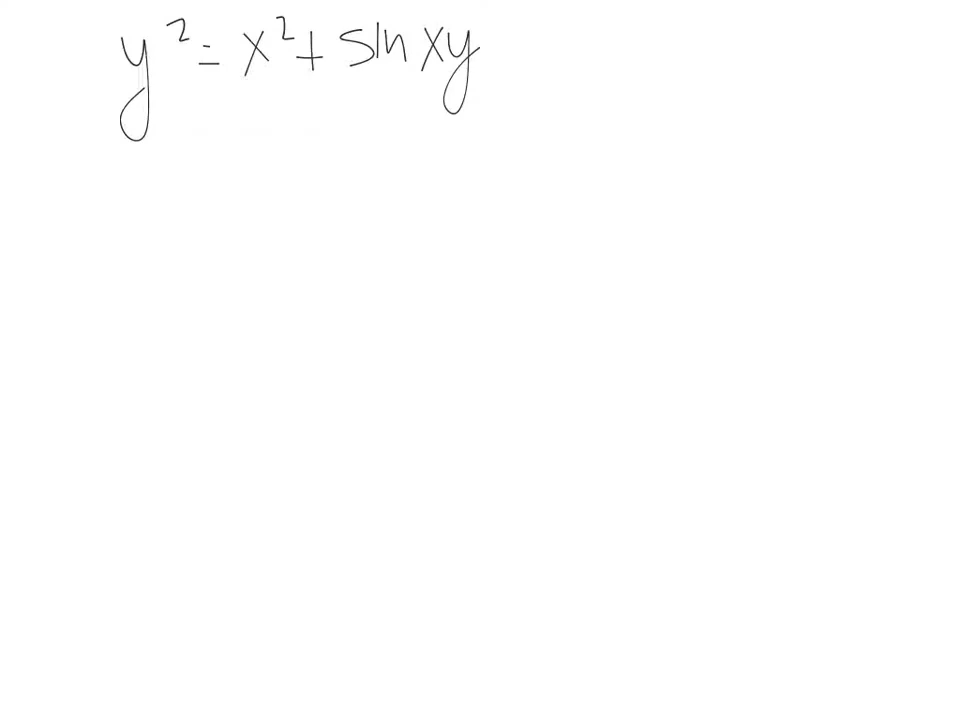 y² = x² + sin xy